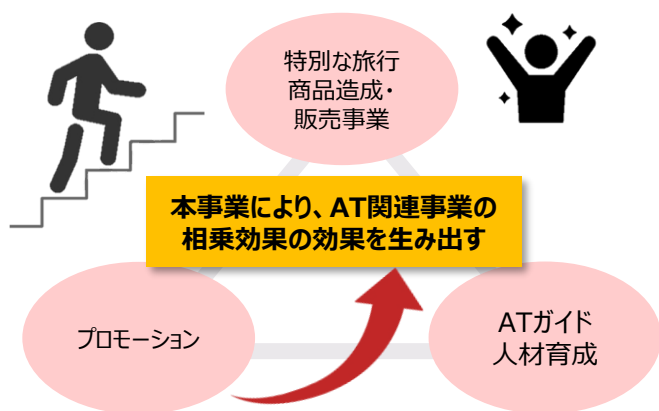 特別な旅行
商品造成・
販売事業
本事業により、AT関連事業の
相乗効果の効果を生み出す
プロモーション
ATガイド
人材育成